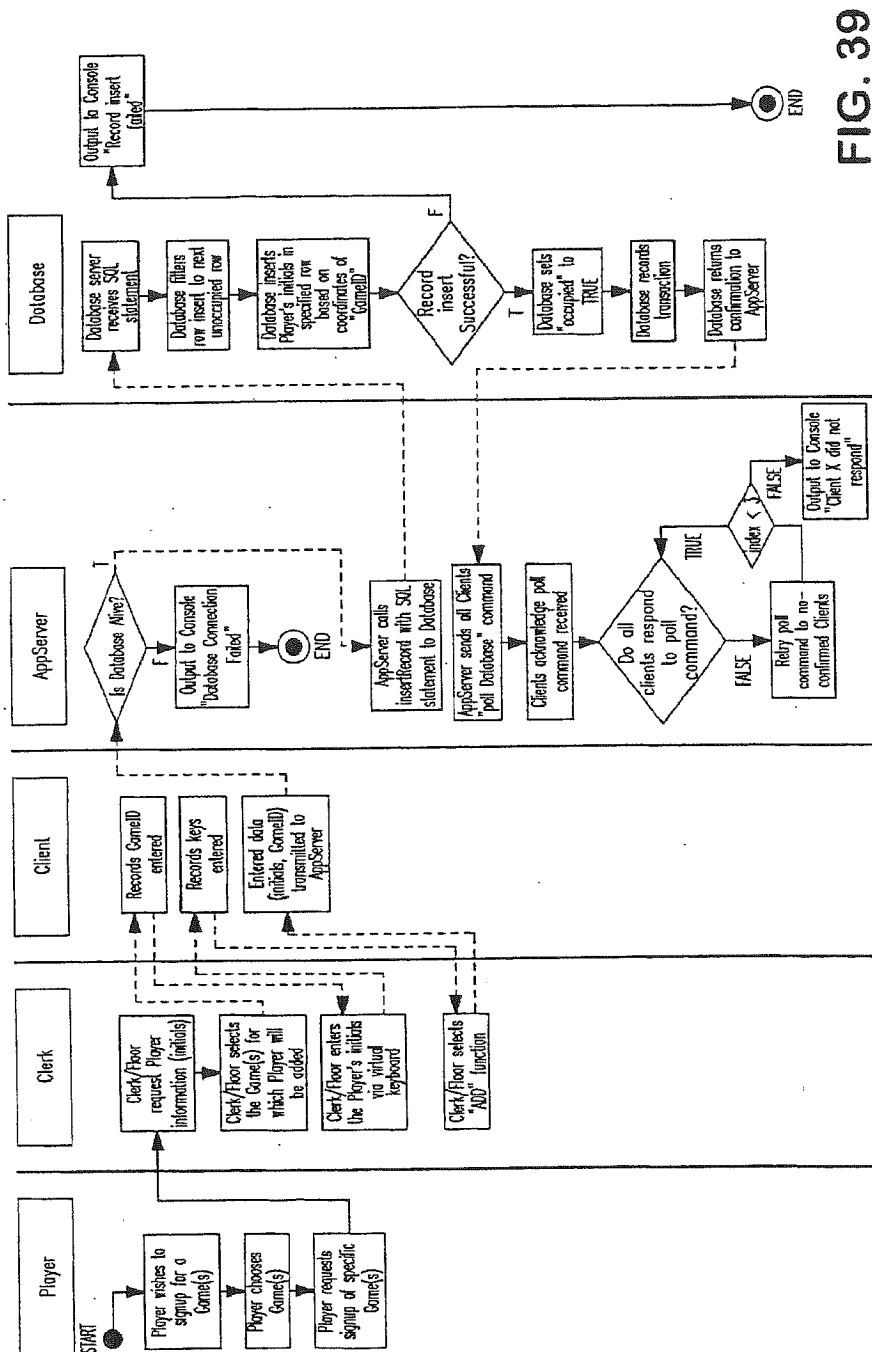 Player
START
Player wishes to
signup for a
Game(s)
Player chooses
Game(s)
Player requests
signup of specific
Game(s)
Clerk
Clerk/Floor
request Player
information (initials)
Clerk/Floor selects
the Game(s) for
which Player will
be added
Clerk/Floor enters
the Player's initials
via virtual
keyboard
Clerk/Floor selects
"ADD" function
Client
Records GameID
entered
Records keys
entered
Entered data
(initials, GameID)
transmitted to
AppServer
AppServer
Is Database Alive?
T
F
Output to Console
"Database Connection
Failed"
END
AppServer calls
insertRecord with SQL
statement to Database
AppServer sends all Clients
"poll Database" command
Clients acknowledge poll
command received
Do all
clients respond
to poll
command?
TRUE
FALSE
Retry poll
command to no-
confirmed Clients
index <
FALSE
Output to Console
"Client X did not
respond"
Database
Database server
receives SQL
statement
Database filters
row insert to next
unoccupied row
Database inserts
Player's initials in
specified row
based on
coordinates of
"GameID"
Record
insert
Successful?
F
T
Output to Console
"Record insert
failed"
Database sets
"occupied" to
TRUE
Database records
transaction
Database returns
confirmation to
AppServer
END
FIG. 39